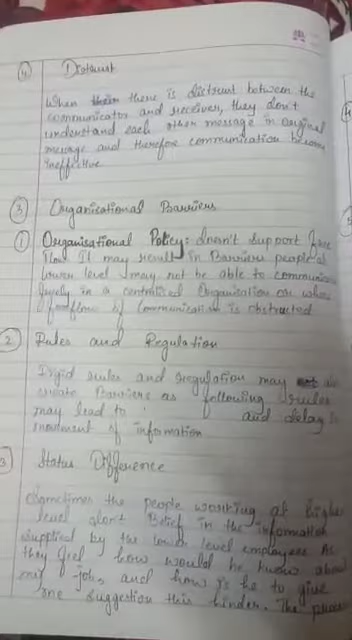 4 Distrust
When there is distrust between the
communicator and receiver, they don't
understand each other message in original
message and therefore communication become
ineffective
3 Organisational Barriers
1 Organisational Policy: doesn't support free
flow It may result in Barriers people at
lower level may not be able to communicate
freely in a centralised Organisation or where
freeflow of Communication is obstructed
2 Rules and Regulation
Rigid rules and regulation may
create Barriers as following rules
may lead to and delay
movement of information
3 Status Difference
Sometimes the people working at higher
level don't Belief in the information
supplied by the lower level employees As
they feel how would he know about
my job, and how is he to give
me suggestion this hinder. The